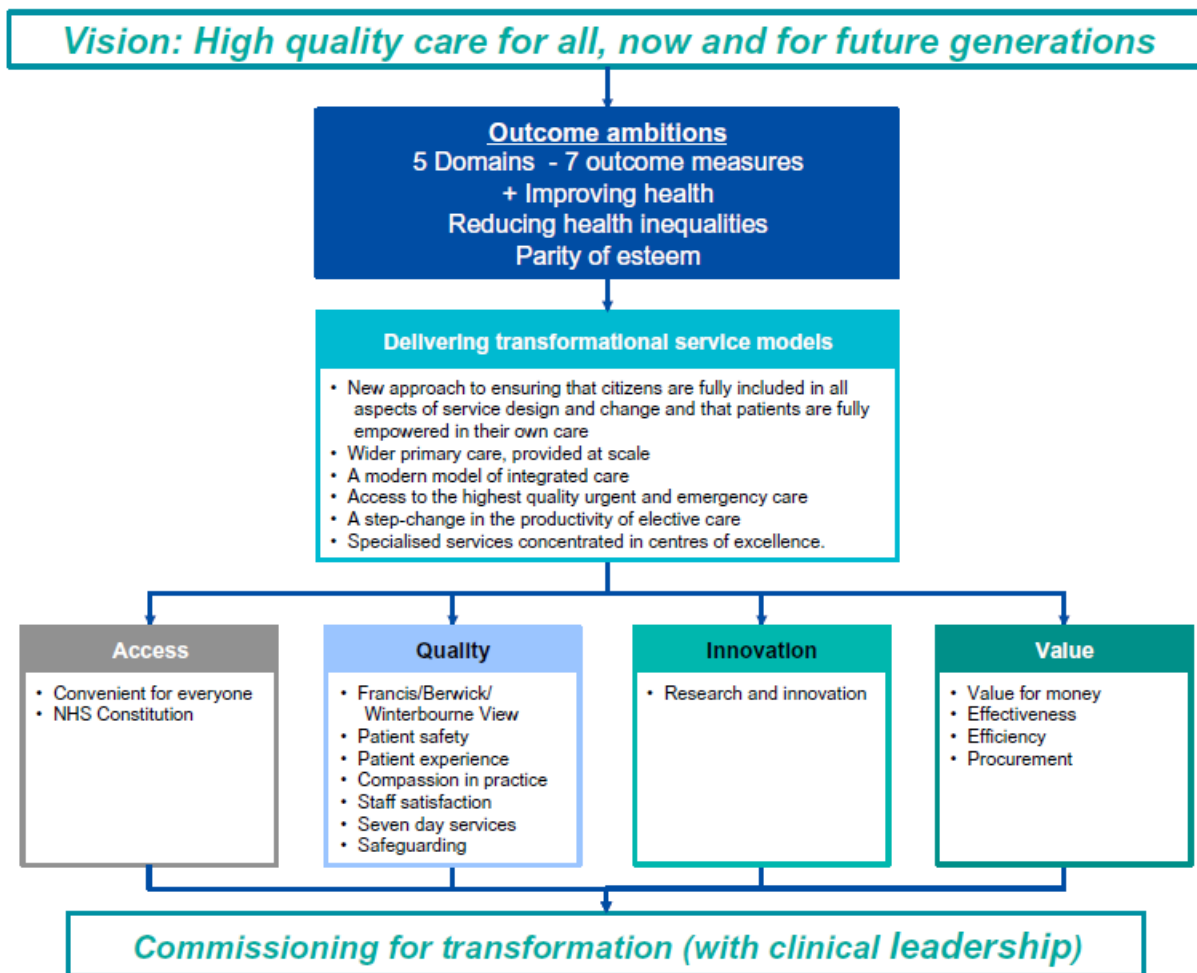 Vision: High quality care for all, now and for future generations
Outcome ambitions
5 Domains - 7 outcome measures
+ Improving health
Reducing health inequalities
Parity of esteem
Delivering transformational service models
• New approach to ensuring that citizens are fully included in all
aspects of service design and change and that patients are fully
empowered in their own care
• Wider primary care, provided at scale
• A modern model of integrated care
• Access to the highest quality urgent and emergency care
• A step-change in the productivity of elective care
• Specialised services concentrated in centres of excellence.
Access
• Convenient for everyone
• NHS Constitution
Quality
• Francis/Berwick/
Winterbourne View
• Patient safety
• Patient experience
• Compassion in practice
• Staff satisfaction
• Seven day services
• Safeguarding
Innovation
• Research and innovation
Value
• Value for money
• Effectiveness
• Efficiency
• Procurement
Commissioning for transformation (with clinical leadership)